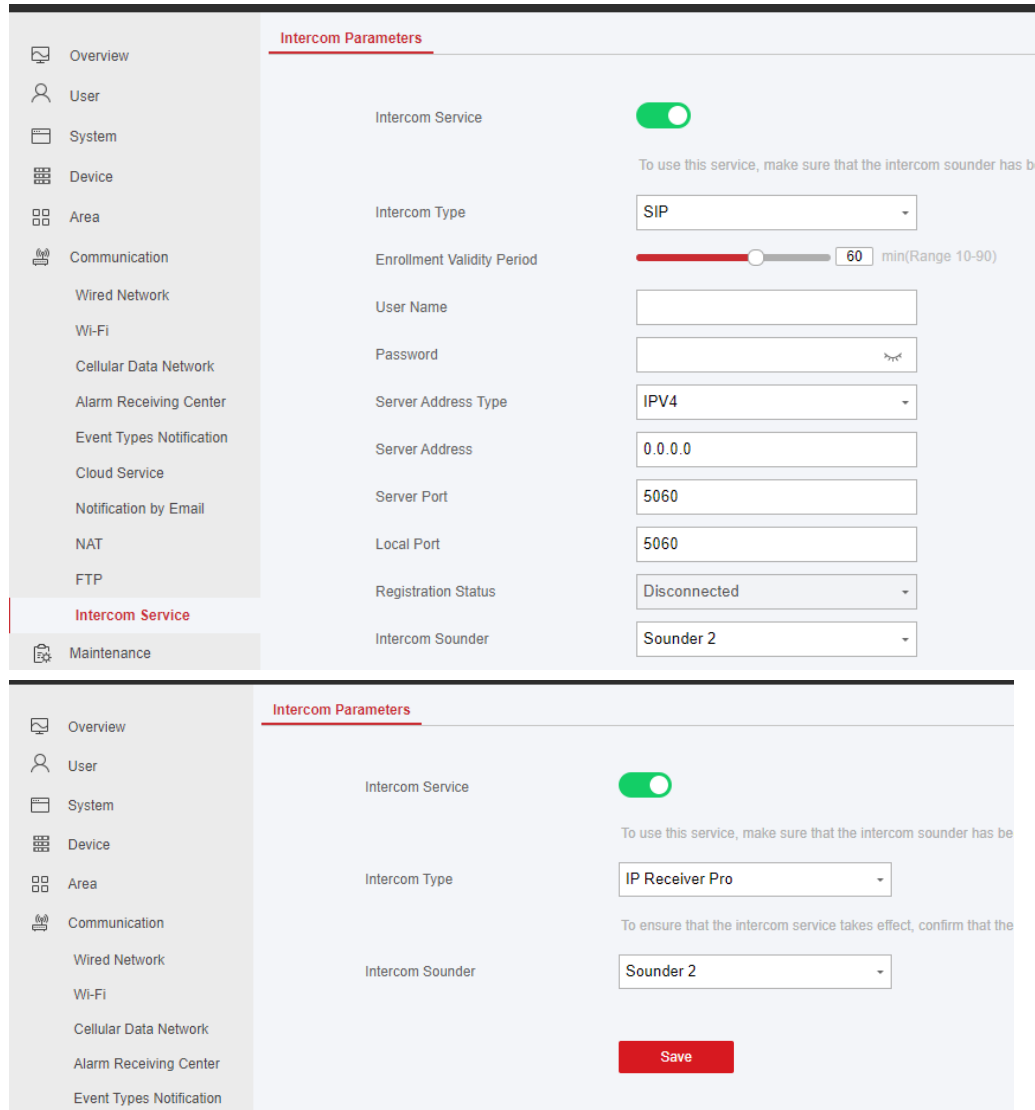 Intercom Parameters
Overview
User
Intercom Service
System
To use this service, make sure that the intercom sounder has b
Device
Intercom Type SIP
Area
Communication
Enrollment Validity Period 60 min(Range 10-90)
Wired Network
User Name
Wi-Fi
Password
Cellular Data Network
Alarm Receiving Center
Server Address Type IPV4
Event Types Notification
Server Address 0.0.0.0
Cloud Service
Server Port 5060
Notification by Email
NAT
Local Port 5060
FTP
Registration Status Disconnected
Intercom Service
Intercom Sounder Sounder 2
Maintenance
Intercom Parameters
Overview
User
Intercom Service
System
To use this service, make sure that the intercom sounder has be
Device
Intercom Type IP Receiver Pro
Area
Communication
To ensure that the intercom service takes effect, confirm that the
Wired Network
Intercom Sounder Sounder 2
Wi-Fi
Cellular Data Network
Save
Alarm Receiving Center
Event Types Notification